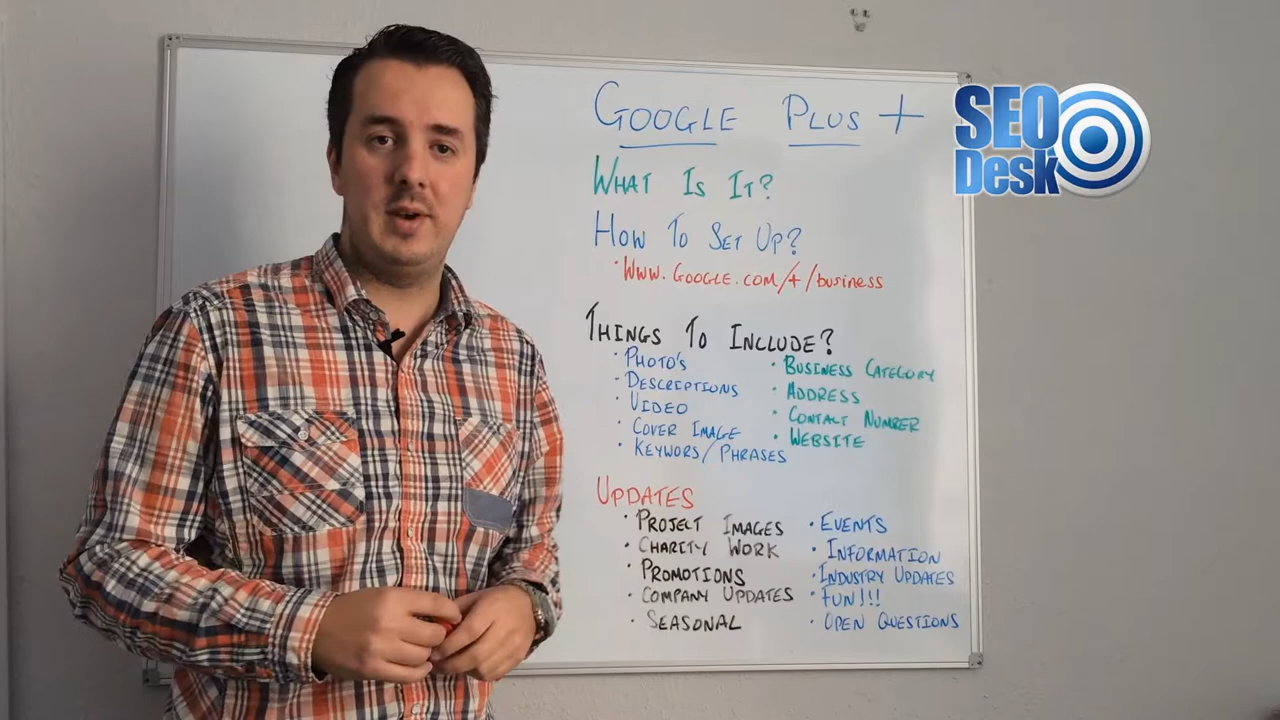 GOOGLE PLUS +
SEO
Desk
WHAT IS IT?
HOW TO SET UP?
• WWW.GOOGLE.COM/+/business
THINGS TO INCLUDE?
• PHOTO'S
• DESCRIPTIONS
• VIDEO
• COVER IMAGE
• KEYWORS/PHRASES
• BUSINESS CATEGORY
• ADDRESS
• CONTACT NUMBER
• WEBSITE
UPDATES
• PROJECT IMAGES
• CHARITY WORK
• PROMOTIONS
• COMPANY UPDATES
• SEASONAL
• EVENTS
• INFORMATION
• INDUSTRY UPDATES
• FUN!!!
• OPEN QUESTIONS